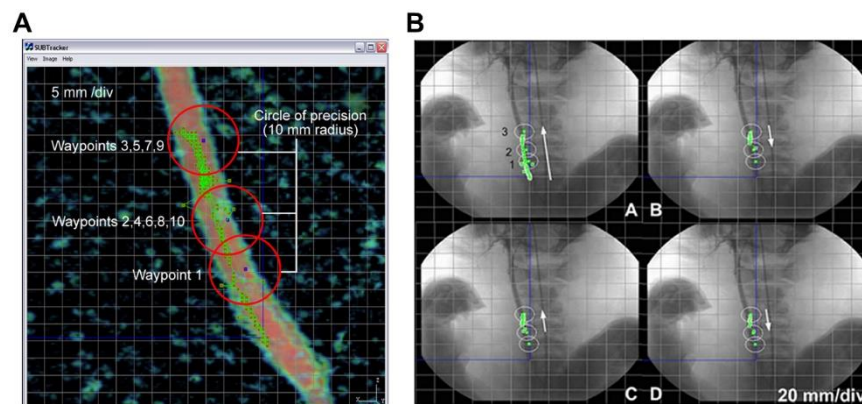 A
SUBTracker
View Image Help
5 mm /div
Circle of precision
(10 mm radius)
Waypoints 3,5,7,9
Waypoints 2,4,6,8,10
Waypoint 1
B
3
2
1
A B
C D
20 mm/div